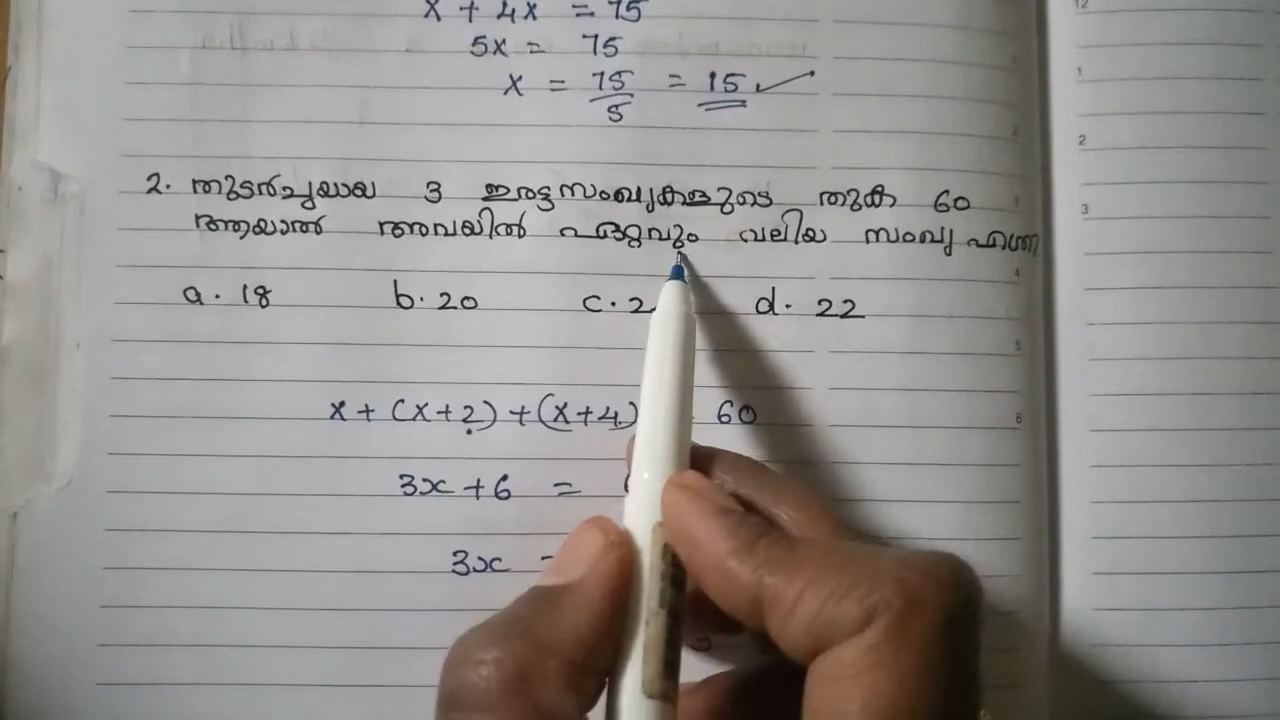 x + 4x = 75
5x = 75
x = 75/5 = 15 ✓
2. തുടർച്ചയായ 3 ഇരട്ടസംഖ്യകളുടെ തുക 60
ആയാൽ അവയിൽ ഏറ്റവും വലിയ സംഖ്യ ഏത്
a. 18 b. 20 c. 2 d. 22
x + (x+2) + (x+4) 60
3x + 6 =
3x